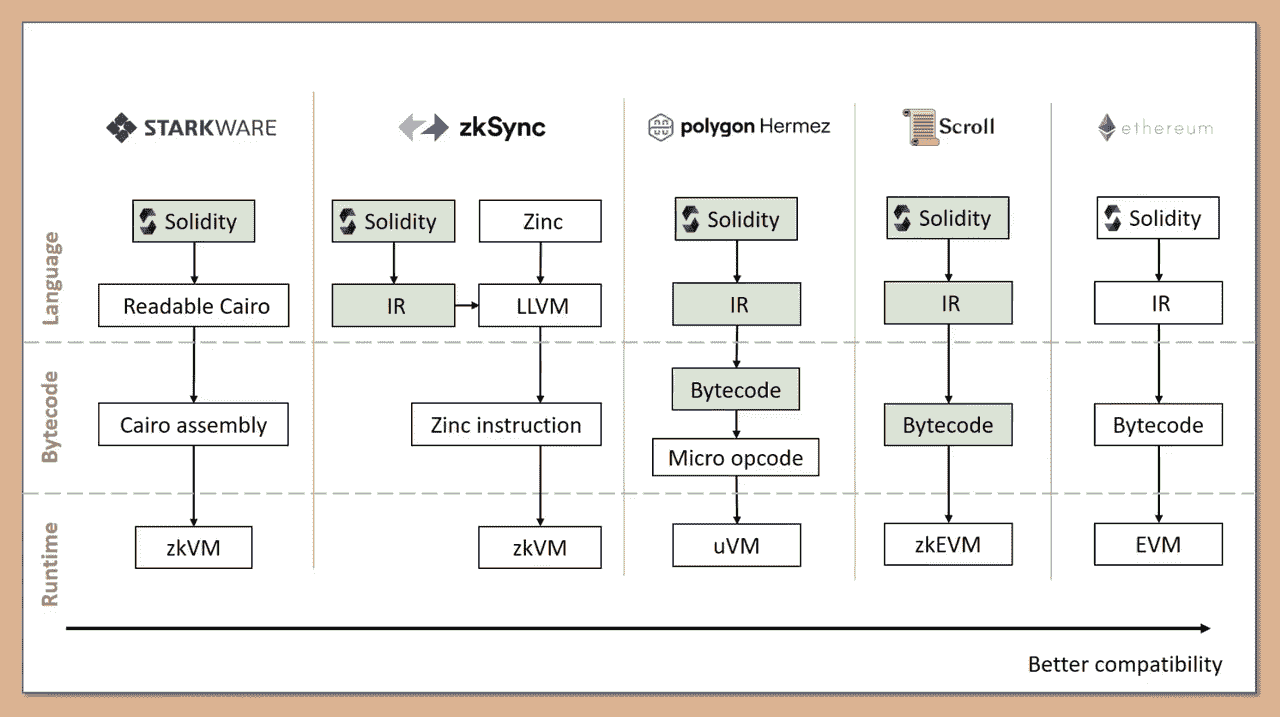 STARKWARE
zkSync
polygon Hermez
Scroll
ethereum
Language
Solidity
Solidity
Zinc
Solidity
Solidity
Solidity
Readable Cairo
IR
LLVM
IR
IR
IR
Bytecode
Bytecode
Cairo assembly
Zinc instruction
Bytecode
Bytecode
Micro opcode
Runtime
zkVM
zkVM
uVM
zkEVM
EVM
Better compatibility